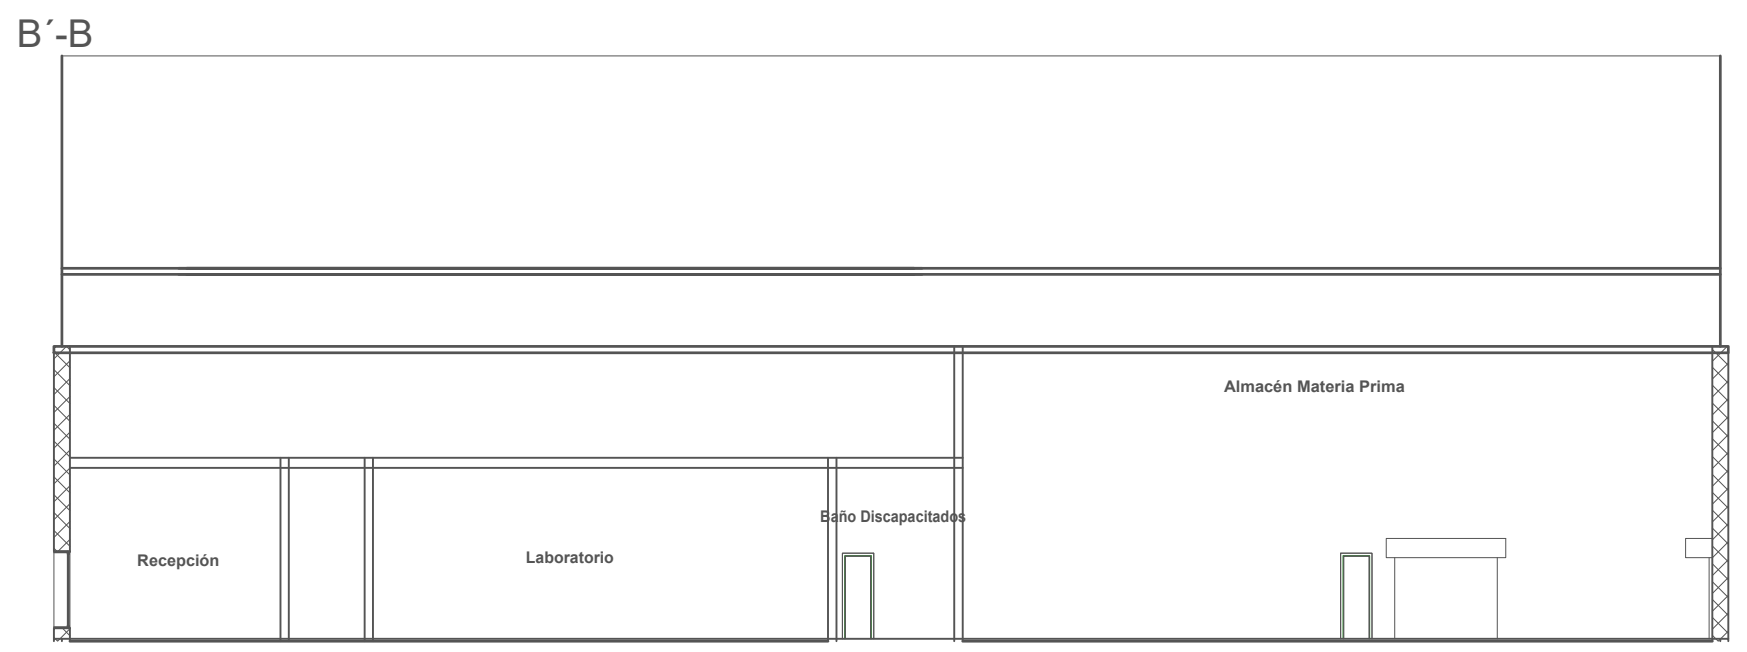 B´-B
Almacén Materia Prima
Baño Discapacitados
Recepción
Laboratorio